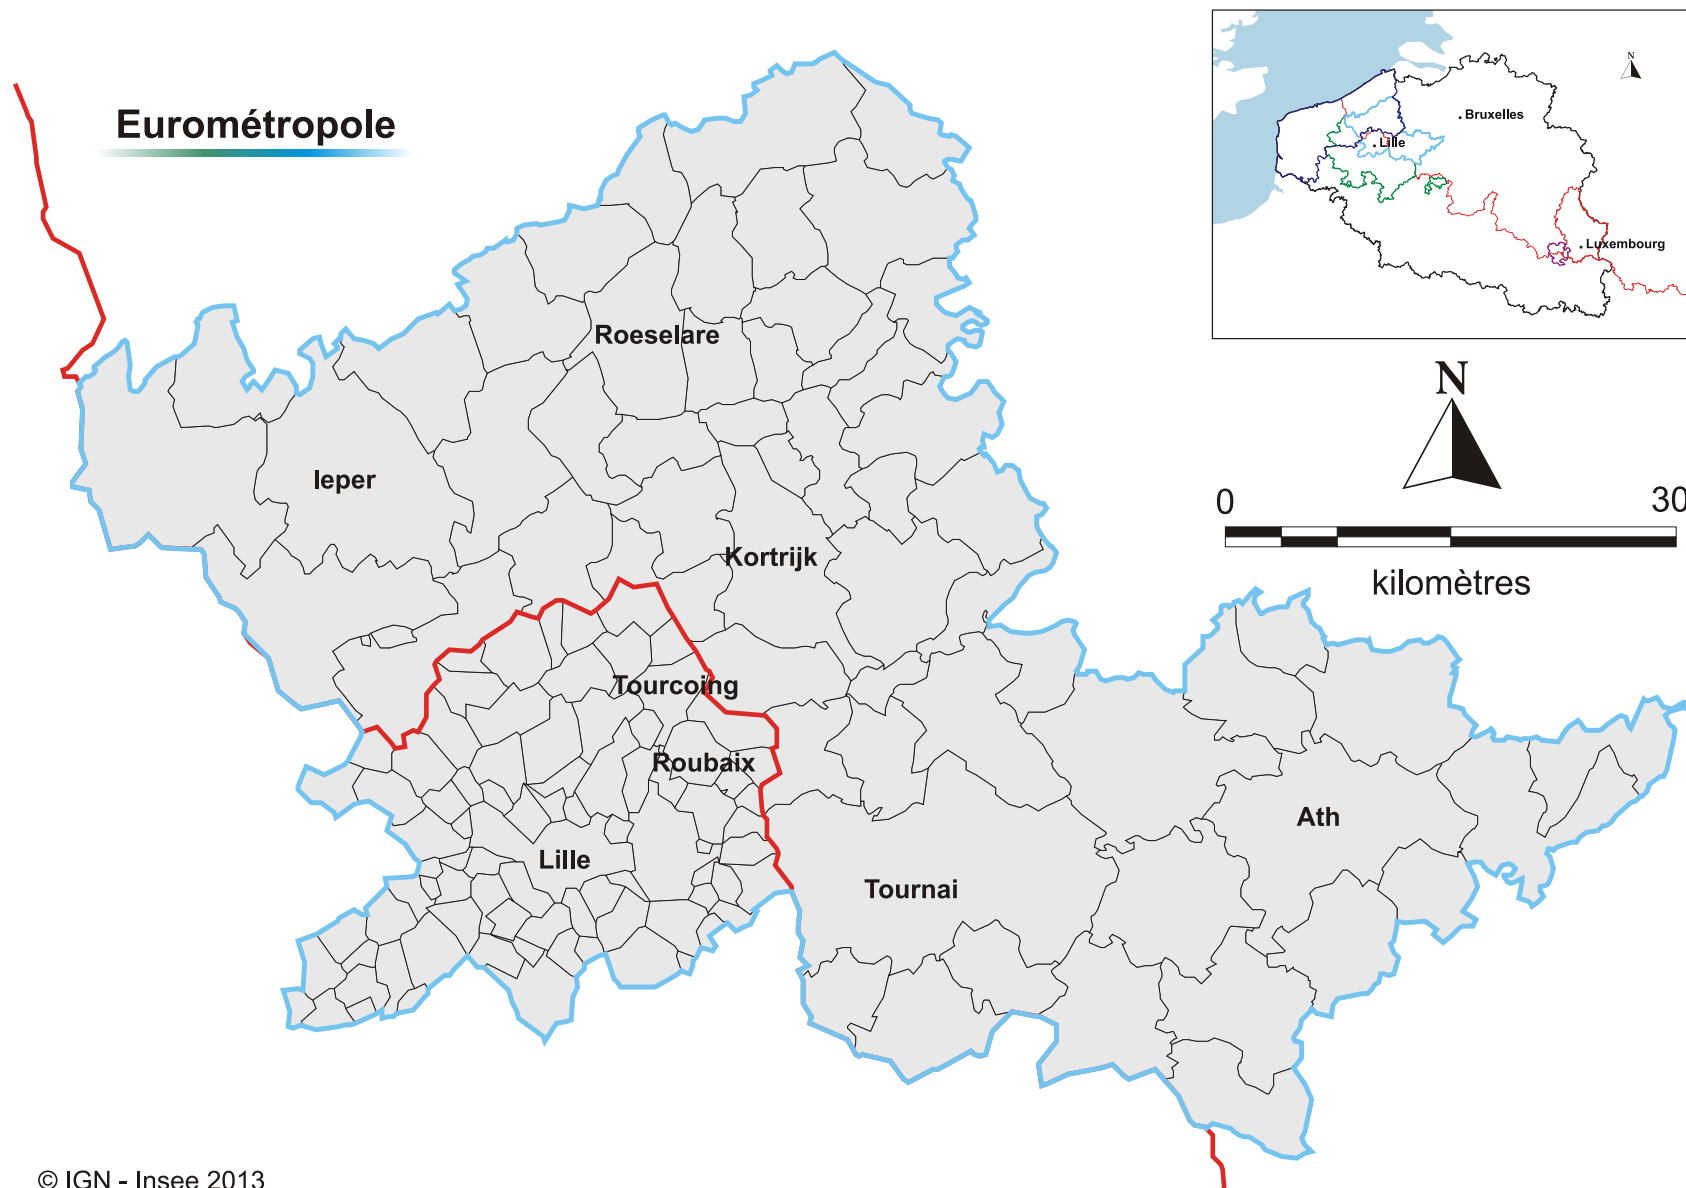 Eurométropole
N
Bruxelles
Lille
Luxembourg
Roeselare
Ieper
Kortrijk
N
0 30
kilomètres
Tourcoing
Roubaix
Ath
Lille
Tournai
© IGN - Insee 2013